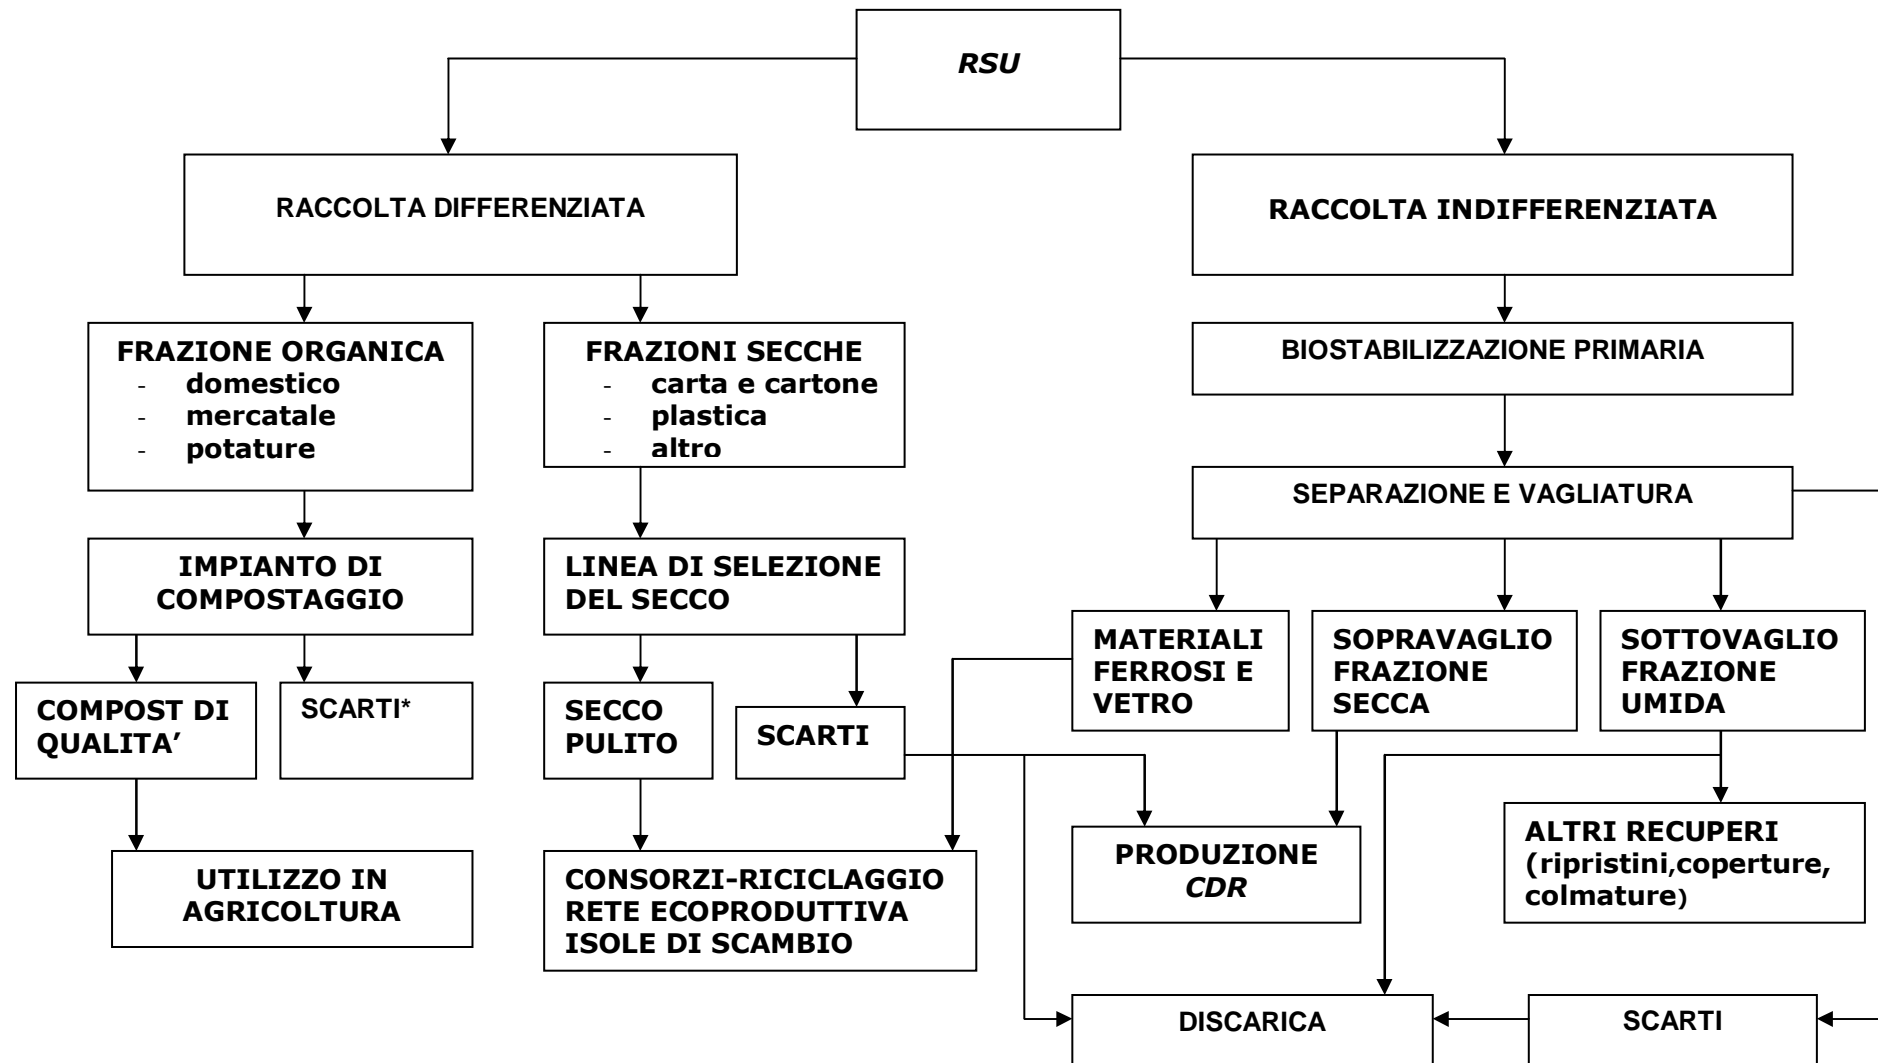 RSU
RACCOLTA DIFFERENZIATA
RACCOLTA INDIFFERENZIATA
FRAZIONE ORGANICA
- domestico
- mercatale
- potature
FRAZIONI SECCHE
- carta e cartone
- plastica
- altro
BIOSTABILIZZAZIONE PRIMARIA
SEPARAZIONE E VAGLIATURA
IMPIANTO DI
COMPOSTAGGIO
LINEA DI SELEZIONE
DEL SECCO
MATERIALI
FERROSI E
VETRO
SOPRAVAGLIO
FRAZIONE
SECCA
SOTTOVAGLIO
FRAZIONE
UMIDA
COMPOST DI
QUALITA’
SCARTI*
SECCO
PULITO
SCARTI
UTILIZZO IN
AGRICOLTURA
CONSORZI-RICICLAGGIO
RETE ECOPRODUTTIVA
ISOLE DI SCAMBIO
PRODUZIONE
CDR
ALTRI RECUPERI
(ripristini,coperture,
colmature)
DISCARICA
SCARTI